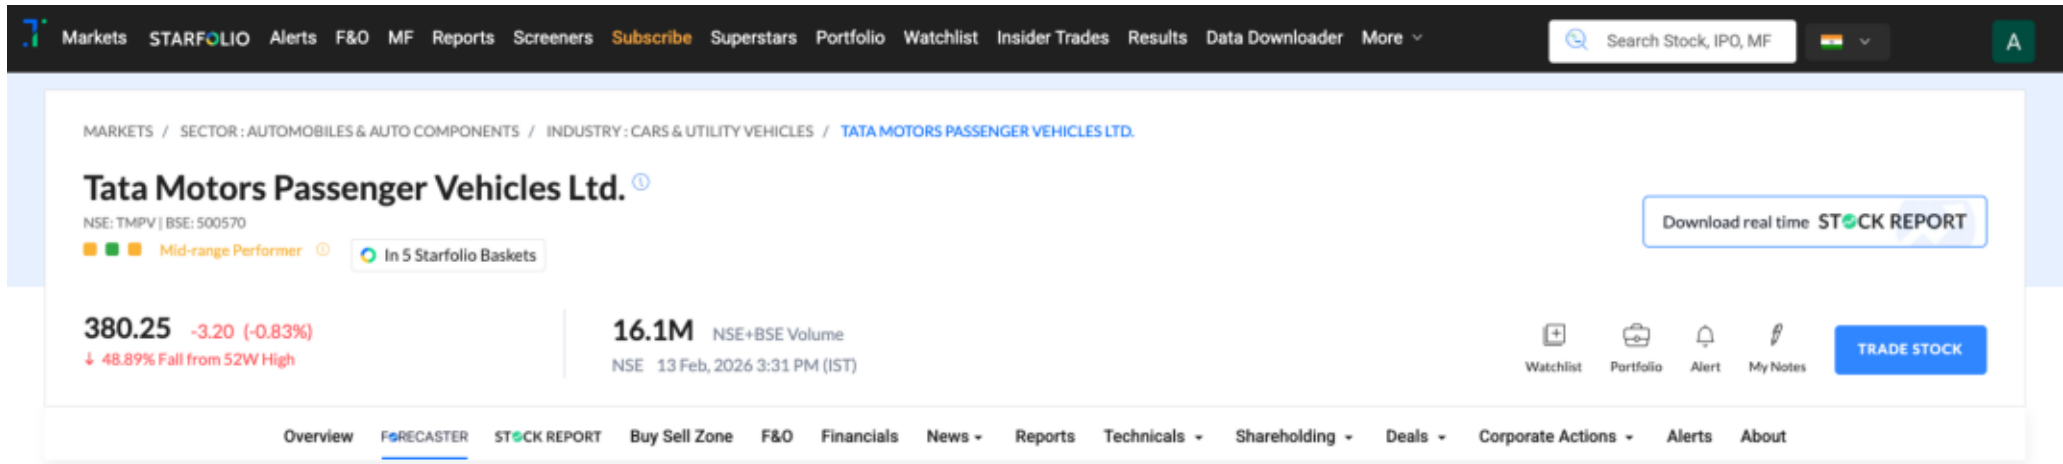 Markets STARFOLIO Alerts F&O MF Reports Screeners Subscribe Superstars Portfolio Watchlist Insider Trades Results Data Downloader More Search Stock, IPO, MF A
MARKETS / SECTOR : AUTOMOBILES & AUTO COMPONENTS / INDUSTRY : CARS & UTILITY VEHICLES / TATA MOTORS PASSENGER VEHICLES LTD.
Tata Motors Passenger Vehicles Ltd.
NSE: TMPV | BSE: 500570
Download real time STOCK REPORT
Mid-range Performer In 5 Starfolio Baskets
380.25 -3.20 (-0.83%) 16.1M NSE+BSE Volume
↓ 48.89% Fall from 52W High NSE 13 Feb, 2026 3:31 PM (IST)
Watchlist Portfolio Alert My Notes TRADE STOCK
Overview FORECASTER STOCK REPORT Buy Sell Zone F&O Financials News Reports Technicals Shareholding Deals Corporate Actions Alerts About